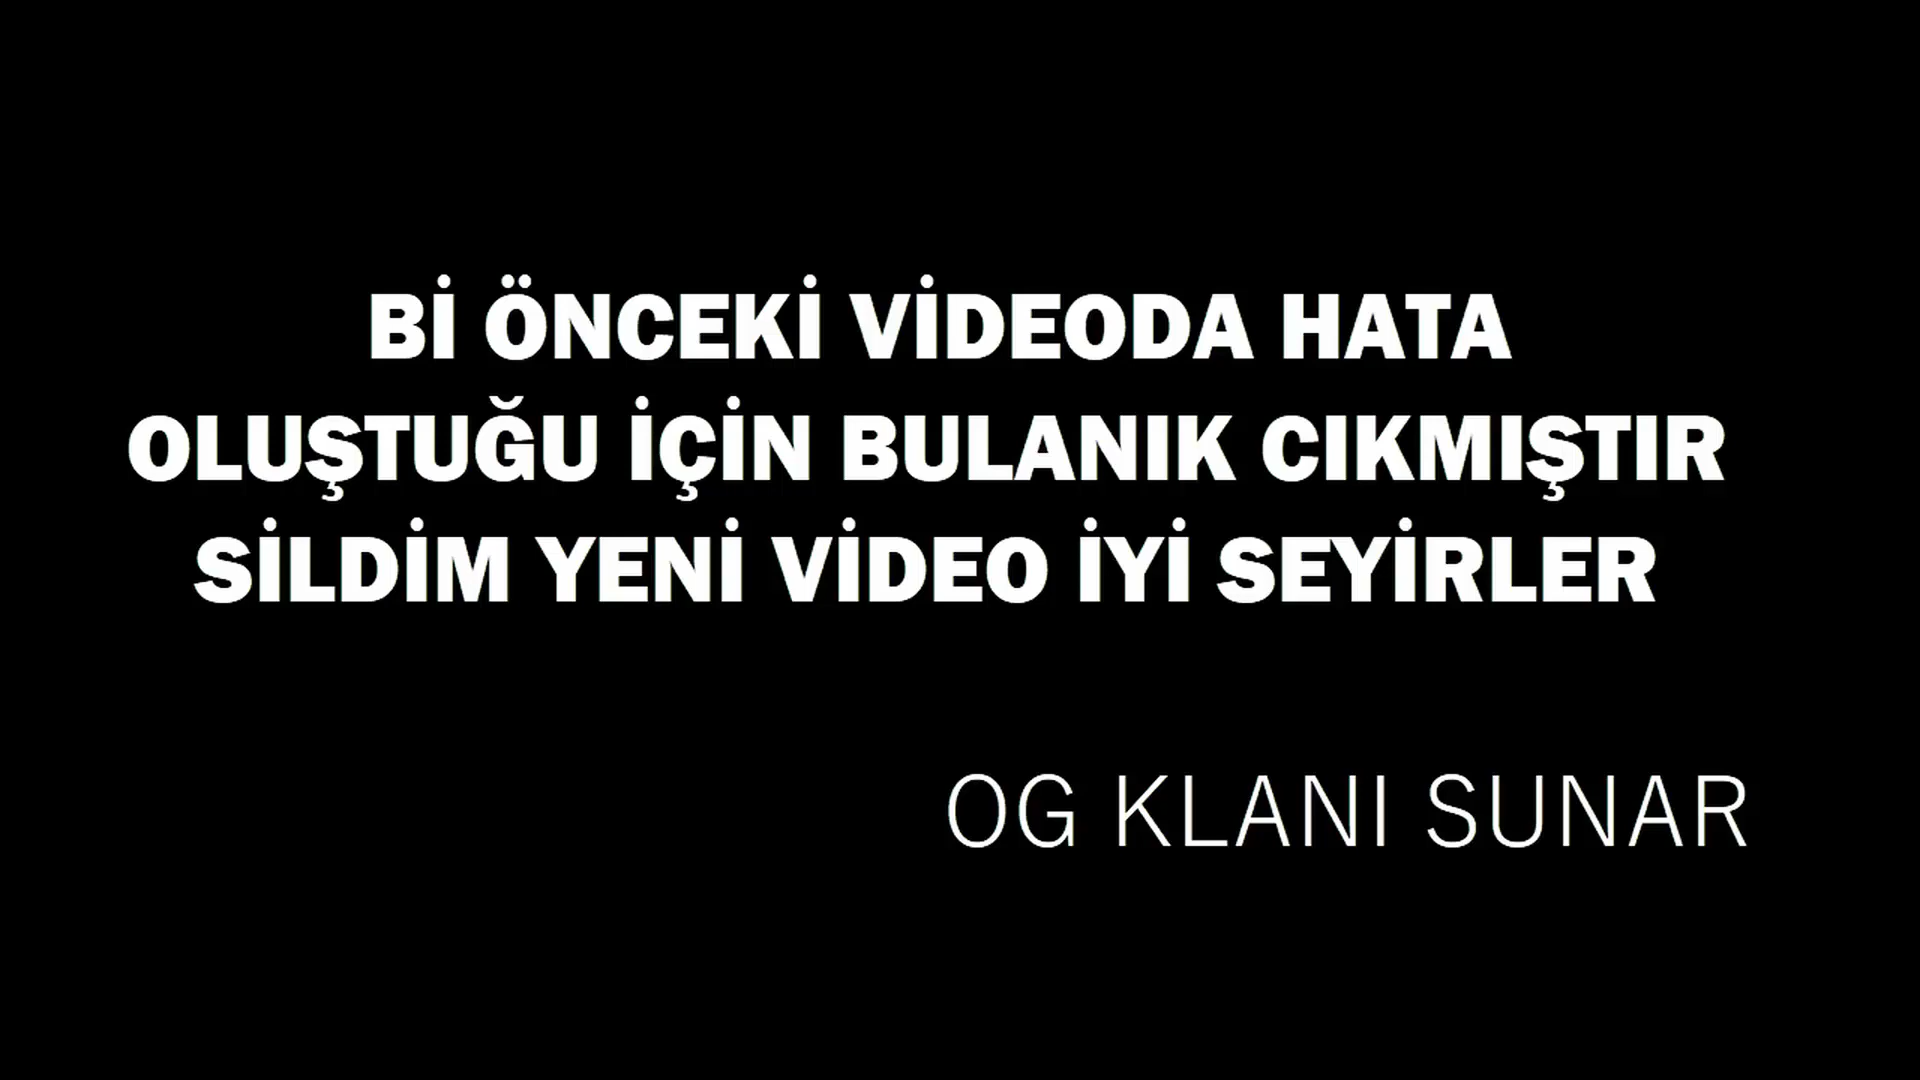 Bİ ÖNCEKİ VİDEODA HATA
OLUŞTUĞU İÇİN BULANIK CIKMIŞTIR
SİLDİM YENİ VİDEO İYİ SEYİRLER
OG KLANI SUNAR